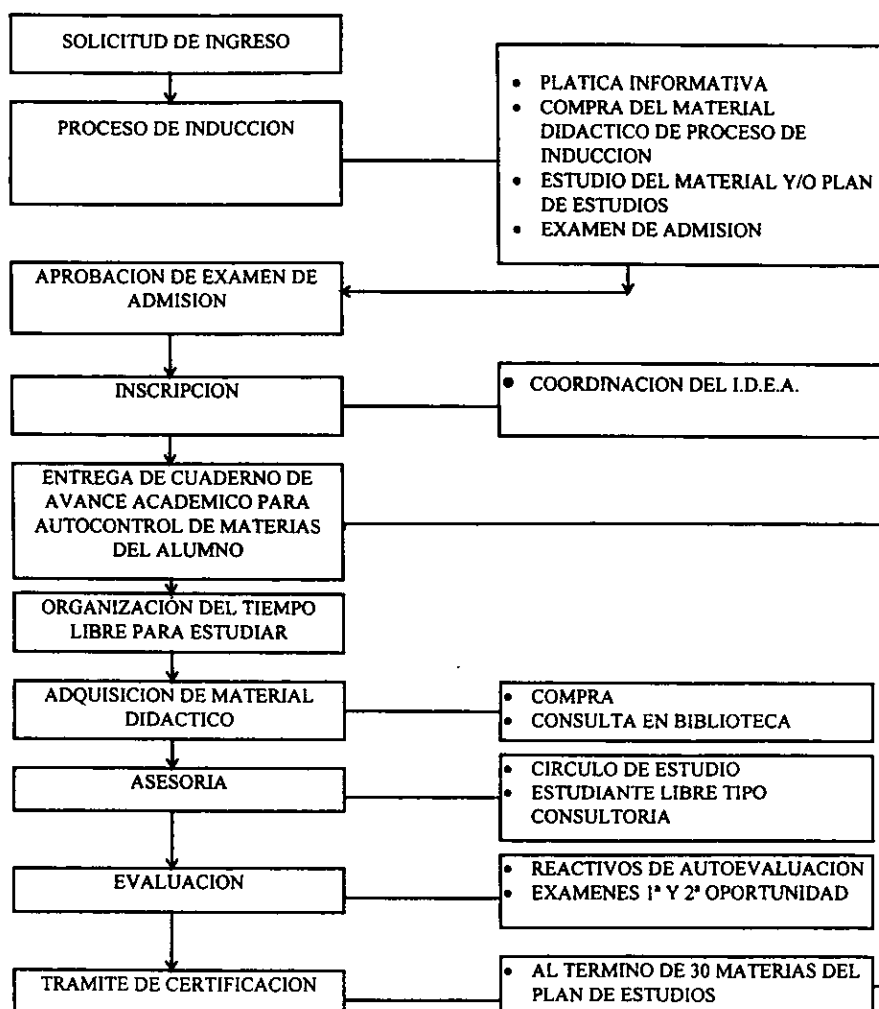 SOLICITUD DE INGRESO
PROCESO DE INDUCCION
• PLATICA INFORMATIVA
• COMPRA DEL MATERIAL
DIDACTICO DE PROCESO DE
INDUCCION
• ESTUDIO DEL MATERIAL Y/O PLAN
DE ESTUDIOS
• EXAMEN DE ADMISION
APROBACION DE EXAMEN DE
ADMISION
INSCRIPCION
• COORDINACION DEL I.D.E.A.
ENTREGA DE CUADERNO DE
AVANCE ACADEMICO PARA
AUTOCONTROL DE MATERIAS
DEL ALUMNO
ORGANIZACIÓN DEL TIEMPO
LIBRE PARA ESTUDIAR
ADQUISICION DE MATERIAL
DIDACTICO
• COMPRA
• CONSULTA EN BIBLIOTECA
ASESORIA
• CIRCULO DE ESTUDIO
• ESTUDIANTE LIBRE TIPO
CONSULTORIA
EVALUACION
• REACTIVOS DE AUTOEVALUACION
• EXAMENES 1ª Y 2ª OPORTUNIDAD
TRAMITE DE CERTIFICACION
• AL TERMINO DE 30 MATERIAS DEL
PLAN DE ESTUDIOS